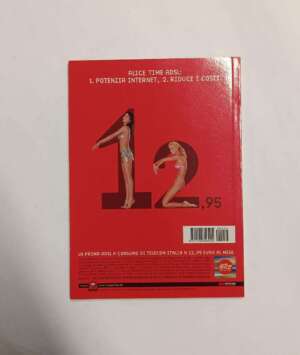 ALICE TIME ADSL:
1. POTENZIA INTERNET, 2. RIDUCE I COSTI.
12,95
LA PRIMA ADSL A CONSUMO DI TELECOM ITALIA A 12,95 EURO AL MESE.